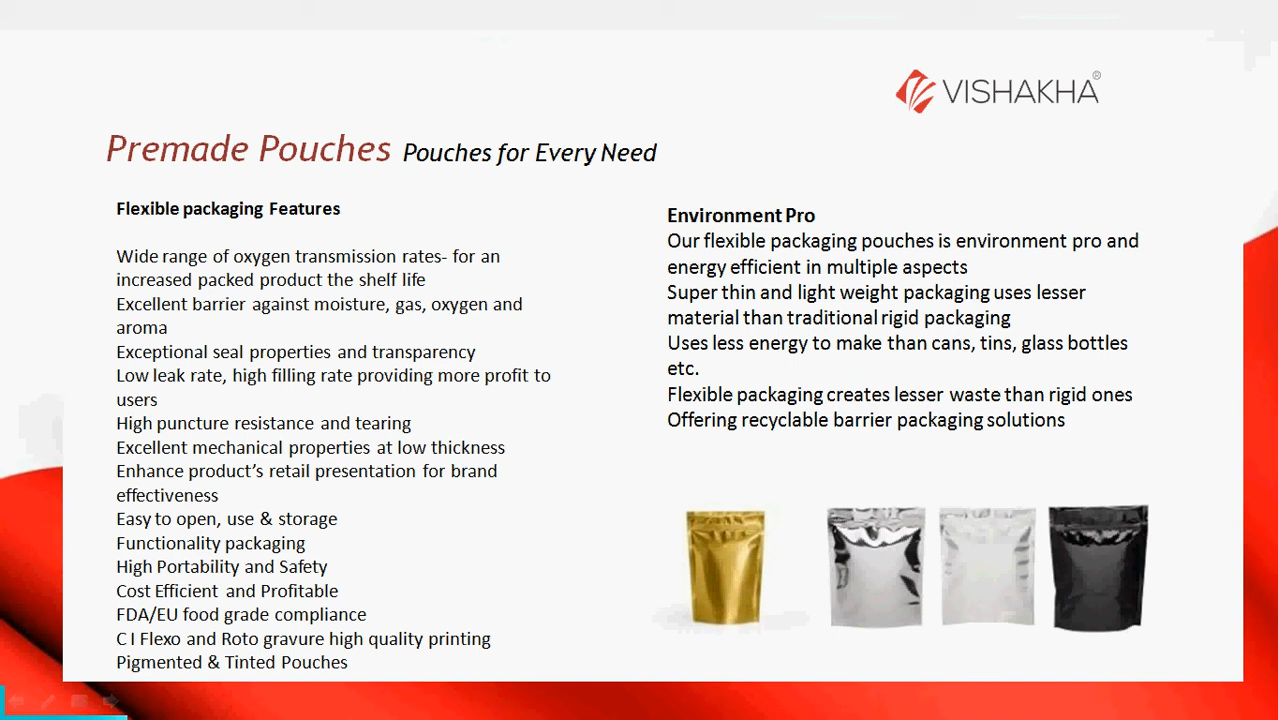 VISHAKHA®
Premade Pouches Pouches for Every Need
Flexible packaging Features
Wide range of oxygen transmission rates- for an
increased packed product the shelf life
Excellent barrier against moisture, gas, oxygen and
aroma
Exceptional seal properties and transparency
Low leak rate, high filling rate providing more profit to
users
High puncture resistance and tearing
Excellent mechanical properties at low thickness
Enhance product’s retail presentation for brand
effectiveness
Easy to open, use & storage
Functionality packaging
High Portability and Safety
Cost Efficient and Profitable
FDA/EU food grade compliance
C I Flexo and Roto gravure high quality printing
Pigmented & Tinted Pouches
Environment Pro
Our flexible packaging pouches is environment pro and
energy efficient in multiple aspects
Super thin and light weight packaging uses lesser
material than traditional rigid packaging
Uses less energy to make than cans, tins, glass bottles
etc.
Flexible packaging creates lesser waste than rigid ones
Offering recyclable barrier packaging solutions